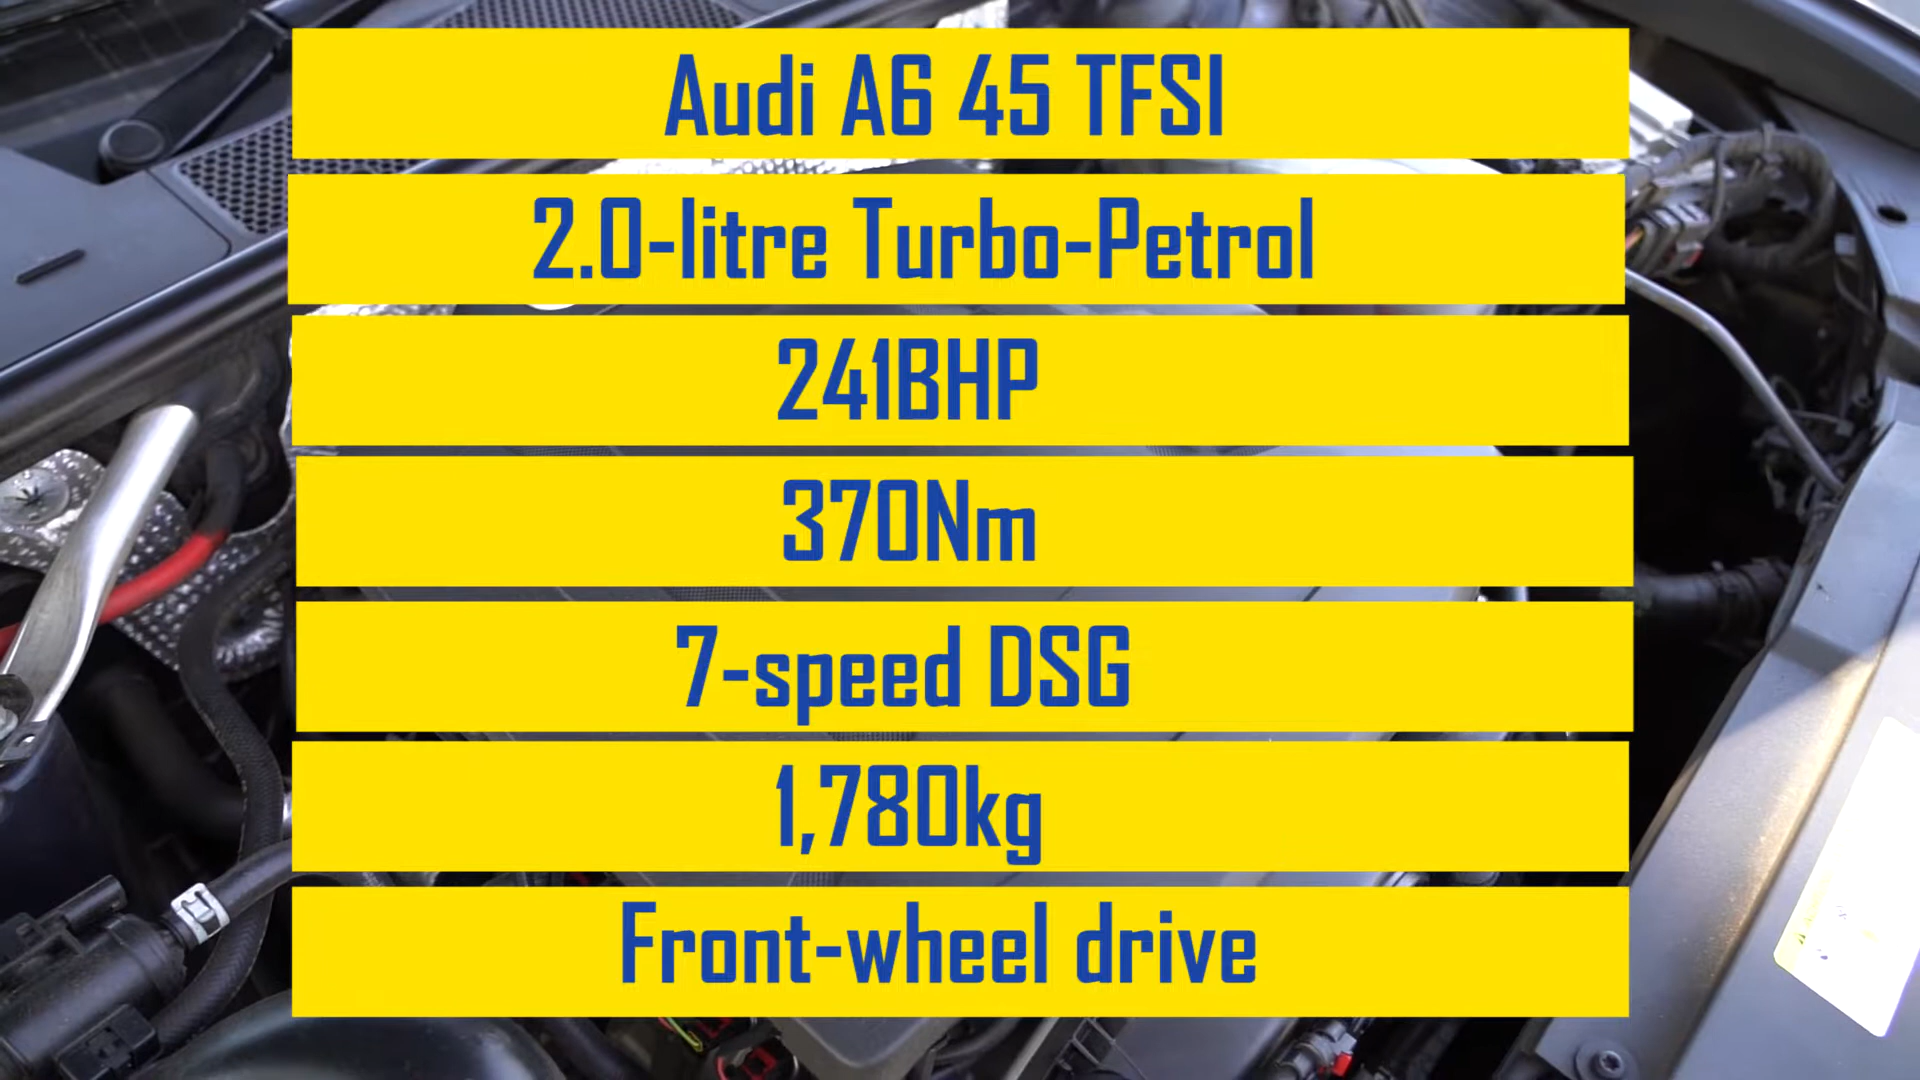 Audi A6 45 TFSI
2.0-litre Turbo-Petrol
241BHP
370Nm
7-speed DSG
1,780kg
Front-wheel drive